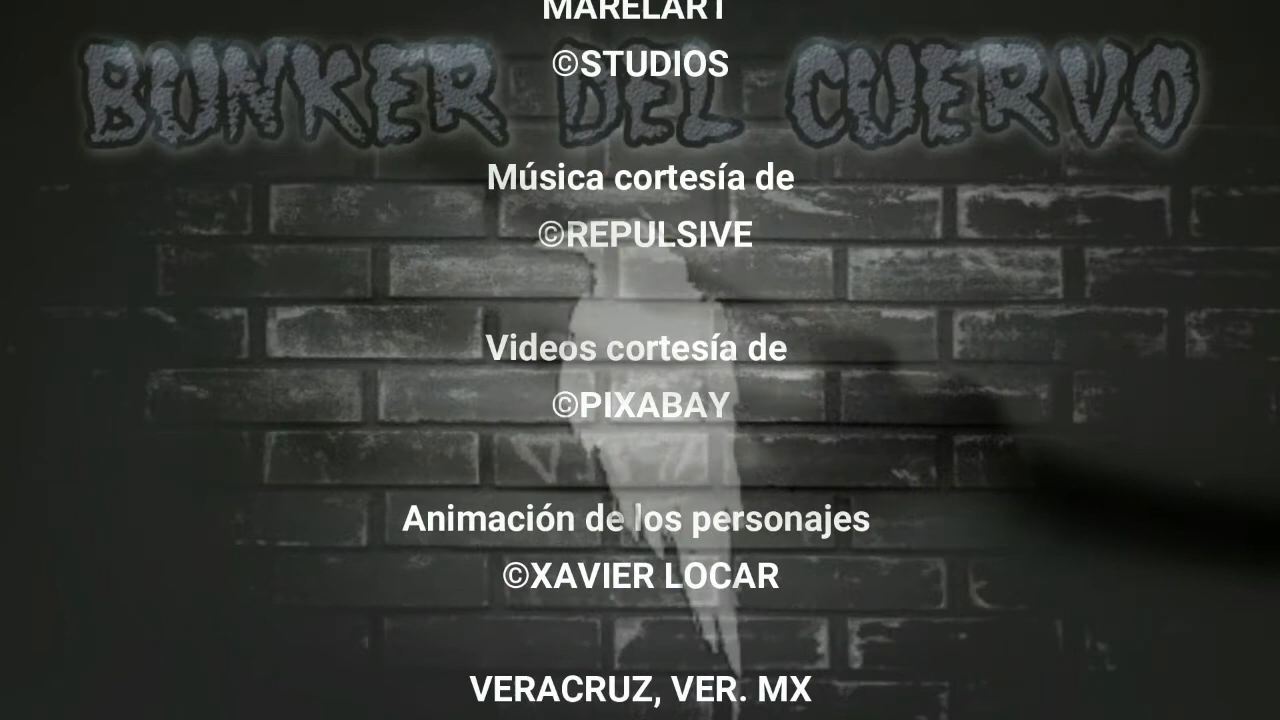 MARELART
©STUDIOS
BUNKER DEL CUERVO
Música cortesía de
©REPULSIVE
Videos cortesía de
©PIXABAY
Animación de los personajes
©XAVIER LOCAR
VERACRUZ, VER. MX